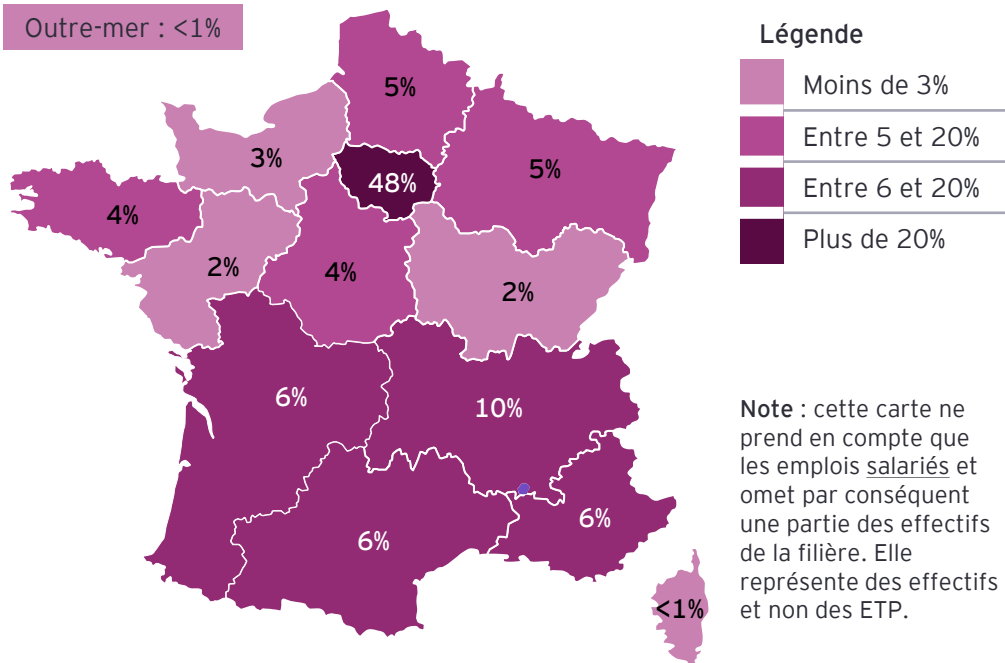 Outre-mer : <1%
5%
3%
48%
5%
4%
2%
4%
2%
6%
10%
6%
6%
<1%
Légende
Moins de 3%
Entre 5 et 20%
Entre 6 et 20%
Plus de 20%
Note : cette carte ne
prend en compte que
les emplois salariés et
omet par conséquent
une partie des effectifs
de la filière. Elle
représente des effectifs
et non des ETP.